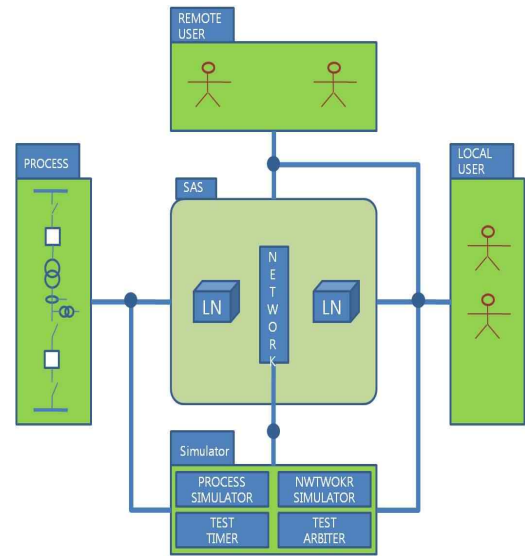 REMOTE
USER
PROCESS
LOCAL
USER
SAS
N
E
T
W
O
R
K
LN
LN
Simulator
PROCESS
SIMULATOR
NWTWOKR
SIMULATOR
TEST
TIMER
TEST
ARBITER